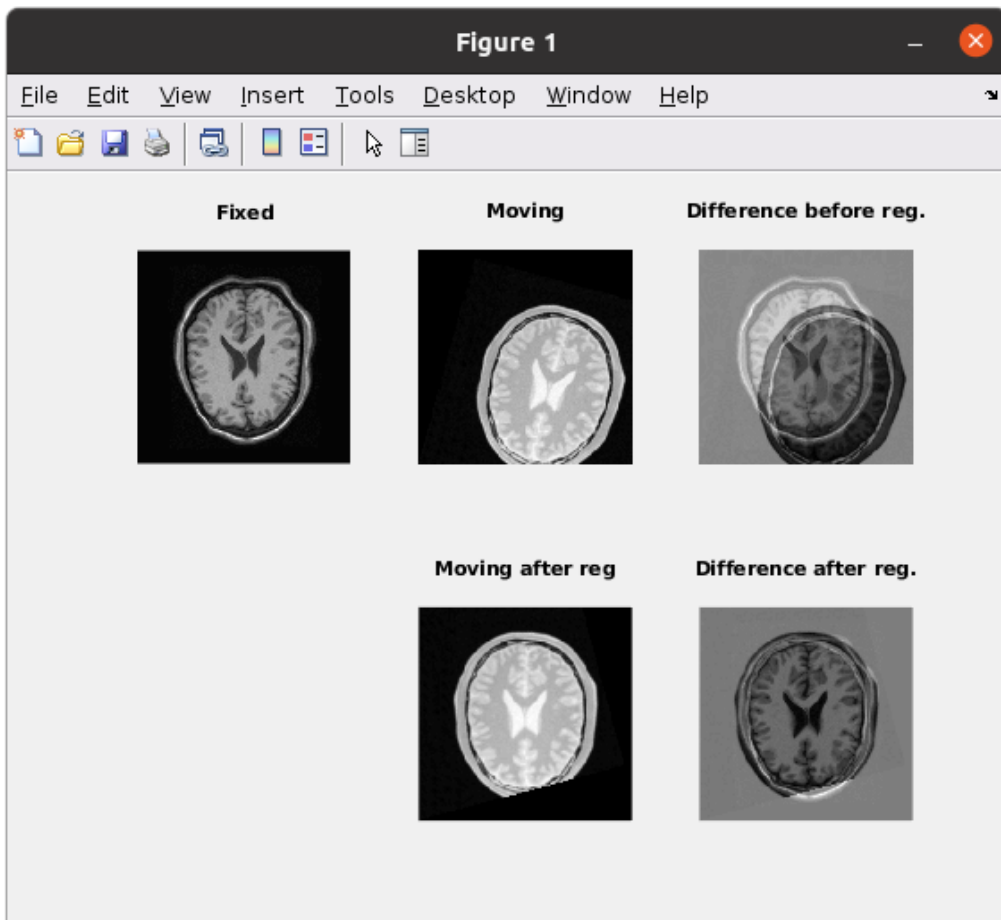 Figure 1
File Edit View Insert Tools Desktop Window Help
Fixed Moving Difference before reg.
Moving after reg Difference after reg.